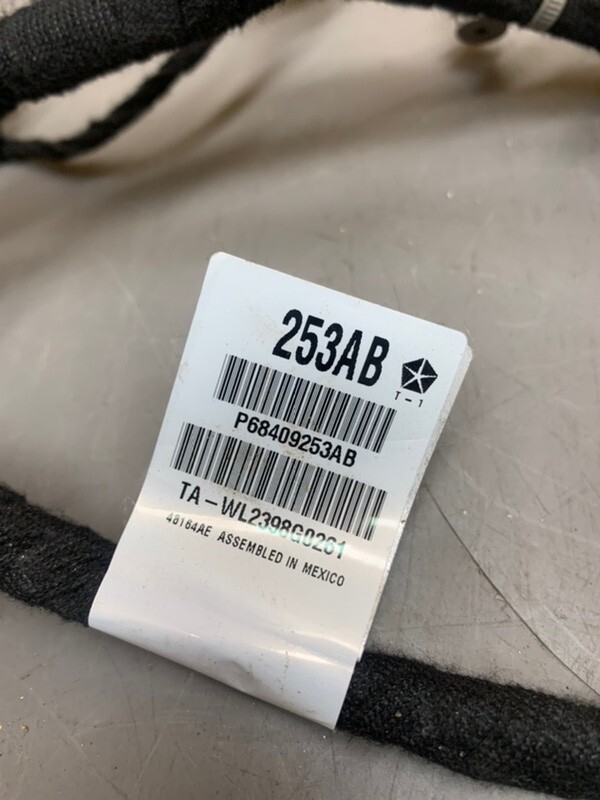 253AB
T-1
P68409253AB
TA-WL2398G0261
48164AE ASSEMBLED IN MEXICO